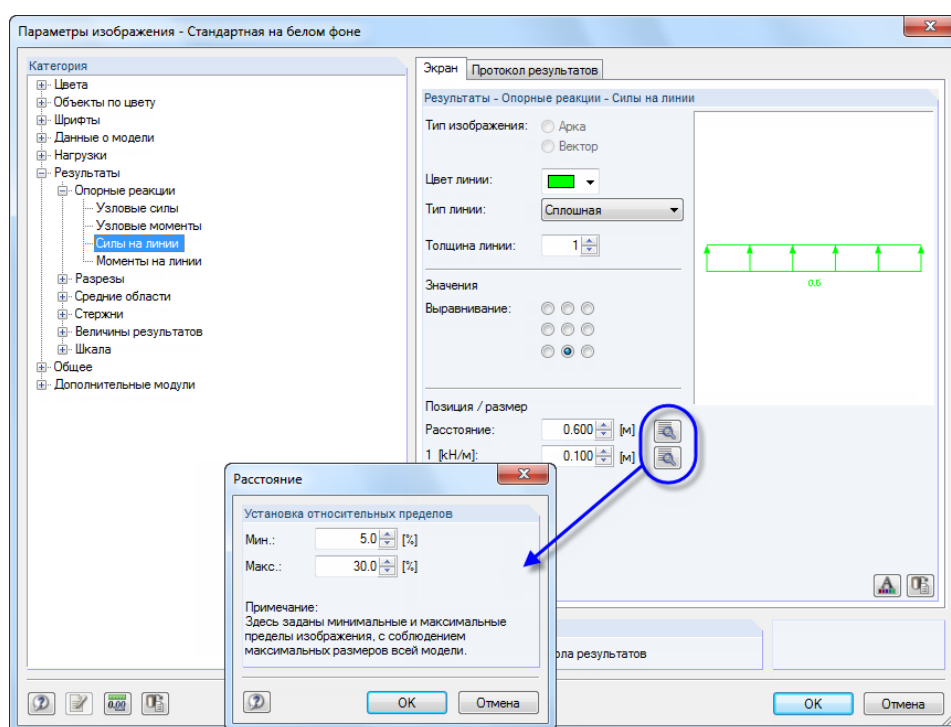 Параметры изображения - Стандартная на белом фоне
Категория
Цвета
Объекты по цвету
Шрифты
Данные о модели
Нагрузки
Результаты
Опорные реакции
Узловые силы
Узловые моменты
Силы на линии
Моменты на линии
Разрезы
Средние области
Стержни
Величины результатов
Шкала
Общее
Дополнительные модули
Экран
Протокол результатов
Результаты - Опорные реакции - Силы на линии
Тип изображения:
Арка
Вектор
Цвет линии:
Тип линии:
Сплошная
Толщина линии:
1
Значения
Выравнивание:
0.6
Позиция / размер
Расстояние:
0.600
[м]
1 [kН/м]:
0.100
[м]
Расстояние
Установка относительных пределов
Мин.:
5.0
[%]
Макс.:
30.0
[%]
Примечание:
Здесь заданы минимальные и максимальные
пределы изображения, с соблюдением
максимальных размеров всей модели.
OK
Отмена
ола результатов
0.00
OK
Отмена